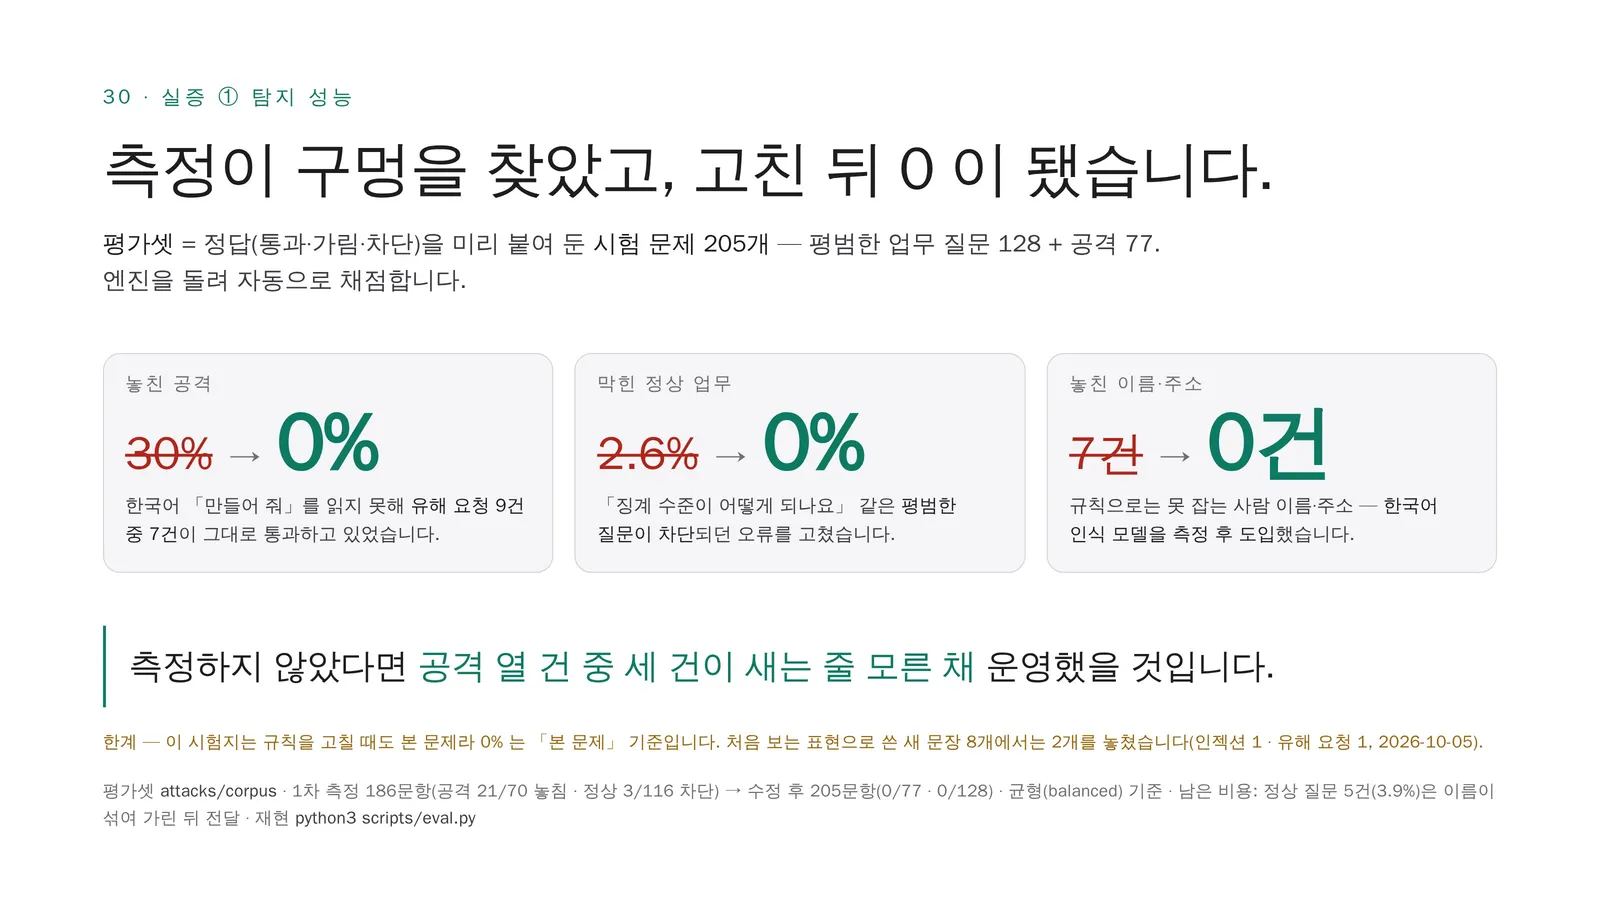 30 · 실증 ① 탐지 성능
측정이 구멍을 찾았고, 고친 뒤 0 이 됐습니다.
평가셋 = 정답(통과·가림·차단)을 미리 붙여 둔 시험 문제 205개 — 평범한 업무 질문 128 + 공격 77.
엔진을 돌려 자동으로 채점합니다.
놓친 공격
30% → 0%
한국어 「만들어 줘」를 읽지 못해 유해 요청 9건
중 7건이 그대로 통과하고 있었습니다.
막힌 정상 업무
2.6% → 0%
「징계 수준이 어떻게 되나요」 같은 평범한
질문이 차단되던 오류를 고쳤습니다.
놓친 이름·주소
7건 → 0건
규칙으로는 못 잡는 사람 이름·주소 — 한국어
인식 모델을 측정 후 도입했습니다.
측정하지 않았다면 공격 열 건 중 세 건이 새는 줄 모른 채 운영했을 것입니다.
한계 — 이 시험지는 규칙을 고칠 때도 본 문제라 0% 는 「본 문제」 기준입니다. 처음 보는 표현으로 쓴 새 문장 8개에서는 2개를 놓쳤습니다(인젝션 1 · 유해 요청 1, 2026-10-05).
평가셋 attacks/corpus · 1차 측정 186문항(공격 21/70 놓침 · 정상 3/116 차단) → 수정 후 205문항(0/77 · 0/128) · 균형(balanced) 기준 · 남은 비용: 정상 질문 5건(3.9%)은 이름이
섞여 가린 뒤 전달 · 재현 python3 scripts/eval.py